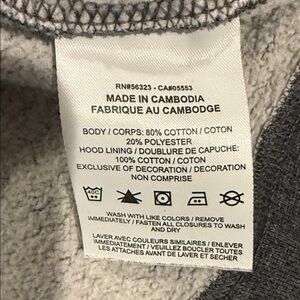 RN#56323 - CA#05553
MADE IN CAMBODIA
FABRIQUE AU CAMBODGE
BODY / CORPS: 80% COTTON / COTON
20% POLYESTER
HOOD LINING / DOUBLURE DE CAPUCHE:
100% COTTON / COTON
EXCLUSIVE OF DECORATION / DECORATION
NON COMPRISE
WASH WITH LIKE COLORS / REMOVE
IMMEDIATELY / FASTEN ALL CLOSURES TO WASH
AND DRY
LAVER AVEC COULEURS SIMILAIRES / ENLEVER
IMMEDIATEMENT / VEUILLEZ BIEN TOUTES
LES ATTACHES AVANT DE LAVER ET SECHER